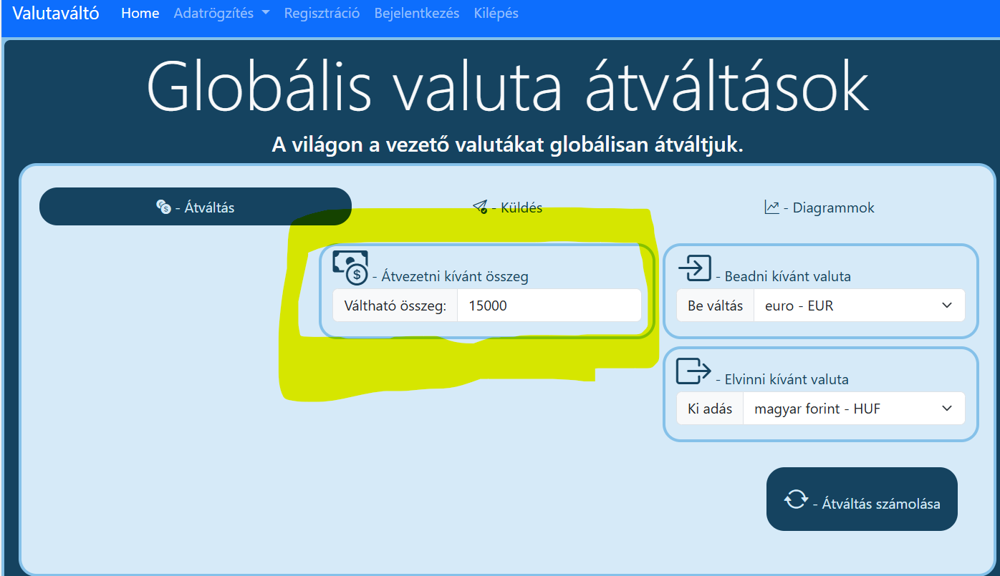 Valutaváltó Home Adatrögzítés Regisztráció Bejelentkezés Kilépés
Globális valuta átváltások
A világon a vezető valutákat globálisan átváltjuk.
- Átváltás
- Küldés
- Diagrammok
- Átvezetni kívánt összeg
Váltható összeg: 15000
- Beadni kívánt valuta
Be váltás euro - EUR
- Elvinni kívánt valuta
Ki adás magyar forint - HUF
- Átváltás számolása